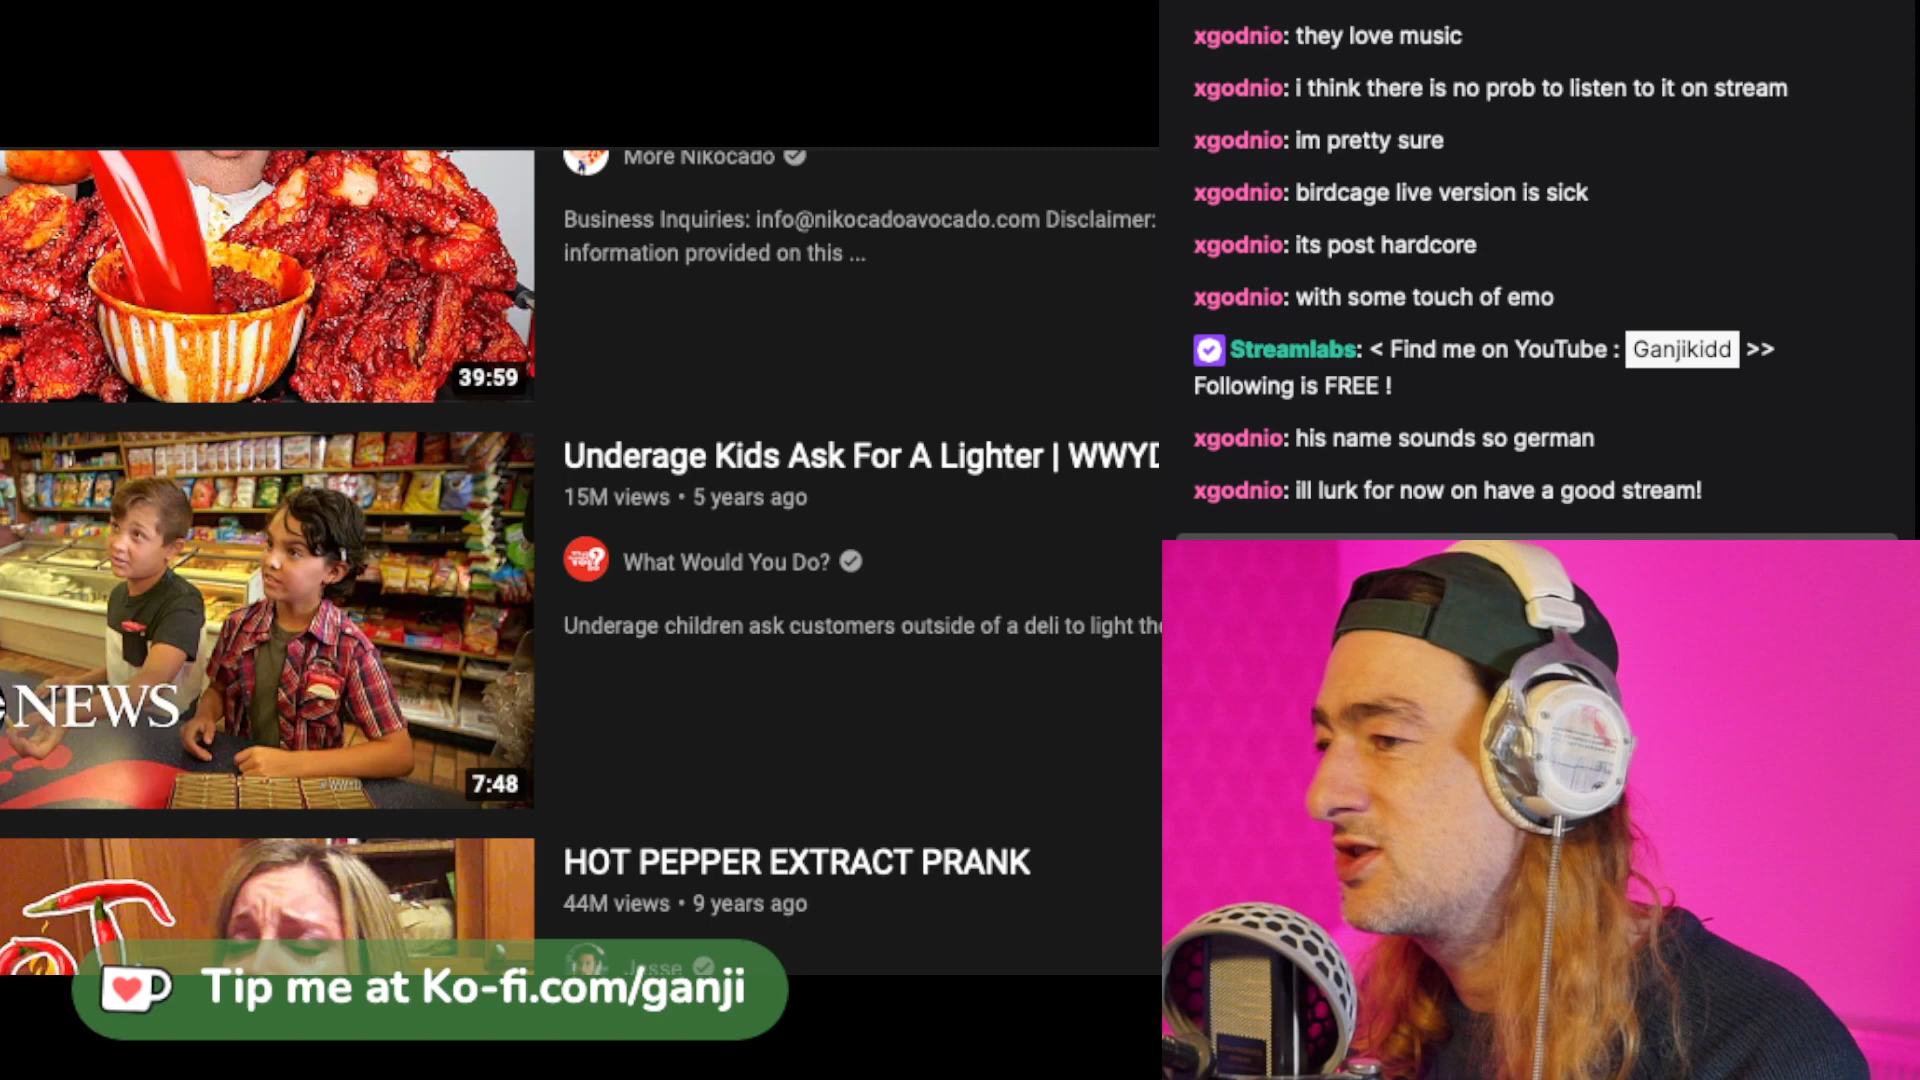 More Nikocado
Business Inquiries: info@nikocadoavocado.com Disclaimer:
information provided on this ...
39:59
Underage Kids Ask For A Lighter | WWYD
15M views • 5 years ago
What Would You Do?
Underage children ask customers outside of a deli to light the
NEWS
7:48
HOT PEPPER EXTRACT PRANK
44M views • 9 years ago
Jesse
Tip me at Ko-fi.com/ganji
xgodnio: they love music
xgodnio: i think there is no prob to listen to it on stream
xgodnio: im pretty sure
xgodnio: birdcage live version is sick
xgodnio: its post hardcore
xgodnio: with some touch of emo
Streamlabs: < Find me on YouTube : Ganjikidd >>
Following is FREE !
xgodnio: his name sounds so german
xgodnio: ill lurk for now on have a good stream!